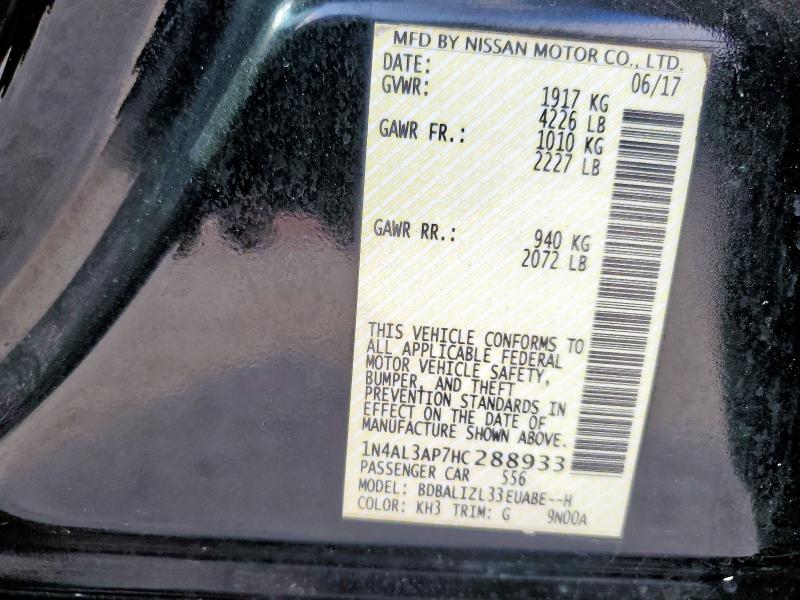 MFD BY NISSAN MOTOR CO., LTD.
DATE: 06/17
GVWR: 1917 KG
4226 LB
GAWR FR.: 1010 KG
2227 LB
GAWR RR.: 940 KG
2072 LB
THIS VEHICLE CONFORMS TO
ALL APPLICABLE FEDERAL
MOTOR VEHICLE SAFETY,
BUMPER, AND THEFT
PREVENTION STANDARDS IN
EFFECT ON THE DATE OF
MANUFACTURE SHOWN ABOVE.
1N4AL3AP7HC288933
PASSENGER CAR 556
MODEL: BDBALIZL33EUABE--H
COLOR: KH3 TRIM: G 9N00A